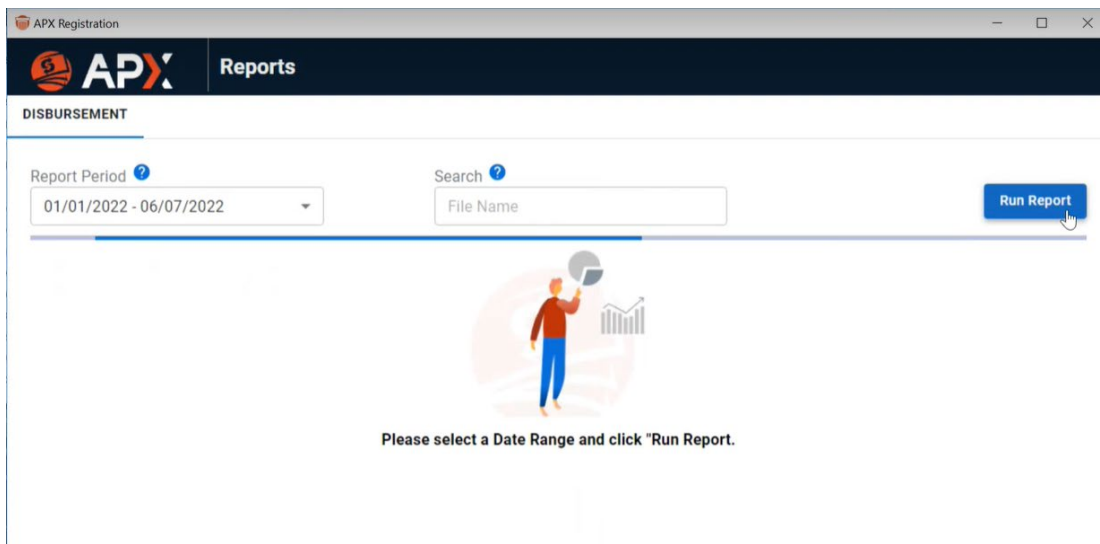 APX Registration
APX
Reports
DISBURSEMENT
Report Period ?
Search ?
01/01/2022 - 06/07/2022
File Name
Run Report
Please select a Date Range and click "Run Report.